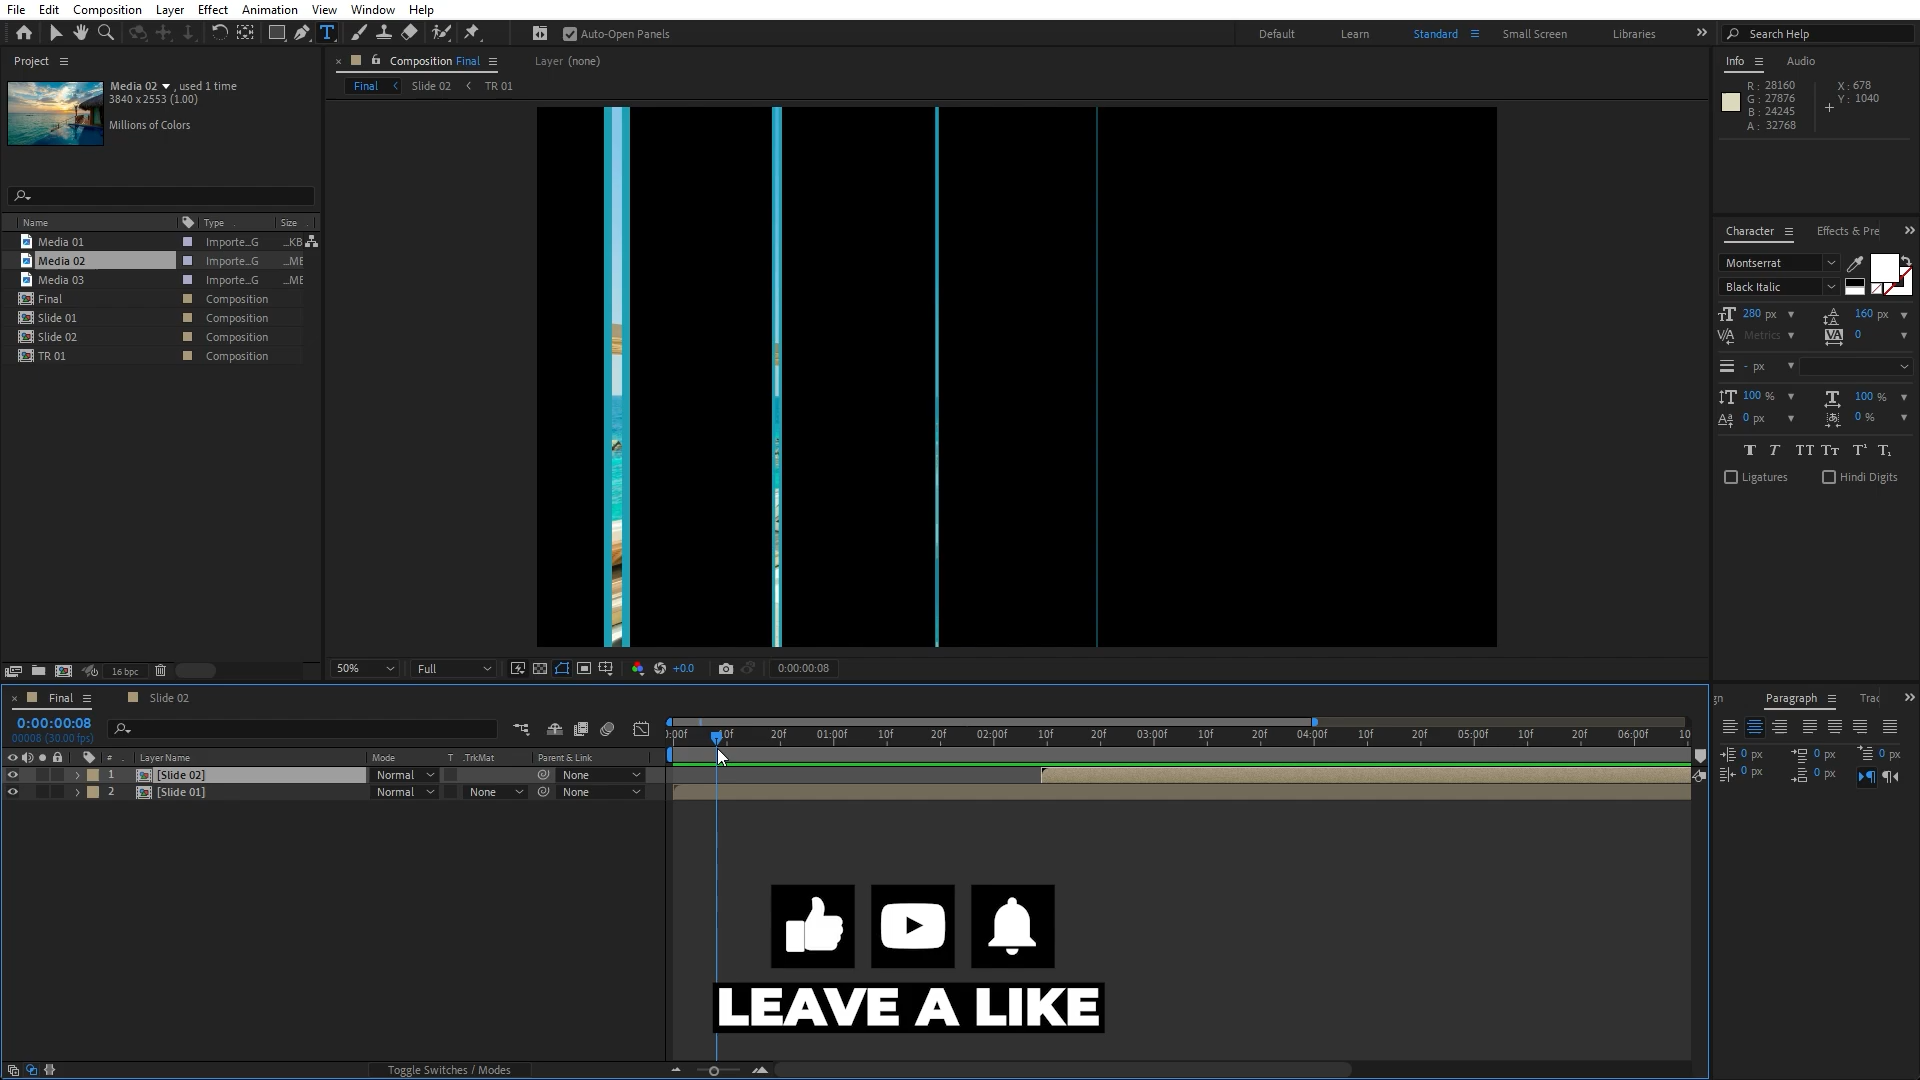 File Edit Composition Layer Effect Animation View Window Help
Auto-Open Panels
Default Learn Standard Small Screen Libraries Search Help
Project
Media 02 , used 1 time
3840 x 2553 (1.00)
Millions of Colors
Name Type Size
Media 01 Importe...G ...KB
Media 02 Importe...G ...ME
Media 03 Importe...G ...ME
Final Composition
Slide 01 Composition
Slide 02 Composition
TR 01 Composition
16 bpc
Composition Final
Layer (none)
Final Slide 02 TR 01
50% Full +0.0 0:00:00:08
Info Audio
R: 28160
G: 27876
B: 24245
A: 32768
X: 678
Y: 1040
Character Effects & Pre
Montserrat
Black Italic
280 px 160 px
Metrics 0
- px
100 % 100 %
0 px 0 %
Ligatures Hindi Digits
gn Paragraph Trac
0 px 0 px 0 px
0 px 0 px
Final Slide 02
0:00:00:08
00008 (30.00 fps)
:00f 10f 20f 01:00f 10f 20f 02:00f 10f 20f 03:00f 10f 20f 04:00f 10f 20f 05:00f 10f 20f 06:00f 10
# Layer Name Mode T .TrkMat Parent & Link
1 [Slide 02] Normal None
2 [Slide 01] Normal None None
LEAVE A LIKE
Toggle Switches / Modes